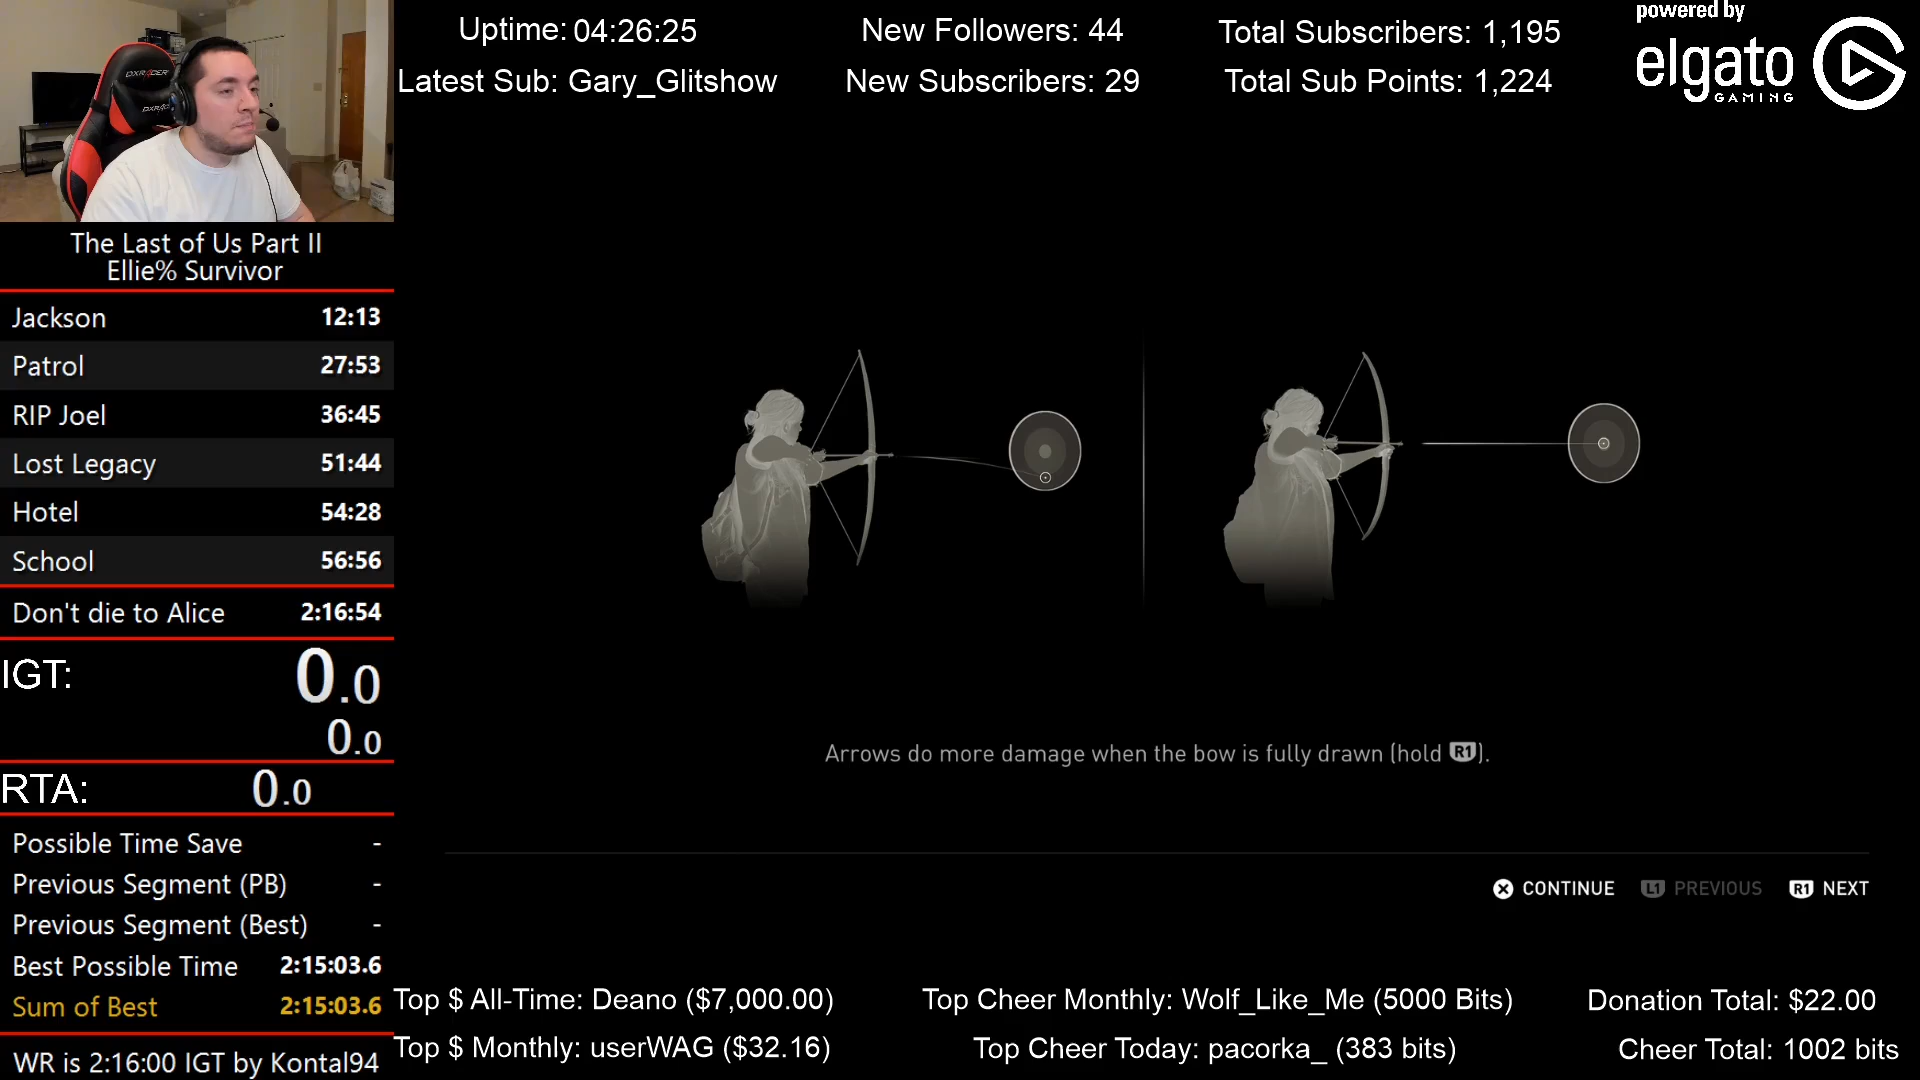 Uptime: 04:26:25
New Followers: 44
Total Subscribers: 1,195
powered by
elgato
GAMING
Latest Sub: Gary_Glitshow
New Subscribers: 29
Total Sub Points: 1,224
DXRACER
The Last of Us Part II
Ellie% Survivor
Jackson 12:13
Patrol 27:53
RIP Joel 36:45
Lost Legacy 51:44
Hotel 54:28
School 56:56
Don't die to Alice 2:16:54
IGT: 0.0
0.0
RTA: 0.0
Possible Time Save -
Previous Segment (PB) -
Previous Segment (Best) -
Best Possible Time 2:15:03.6
Sum of Best 2:15:03.6
WR is 2:16:00 IGT by Kontal94
Arrows do more damage when the bow is fully drawn (hold R1).
CONTINUE L1 PREVIOUS R1 NEXT
Top $ All-Time: Deano ($7,000.00)
Top Cheer Monthly: Wolf_Like_Me (5000 Bits)
Donation Total: $22.00
Top $ Monthly: userWAG ($32.16)
Top Cheer Today: pacorka_ (383 bits)
Cheer Total: 1002 bits